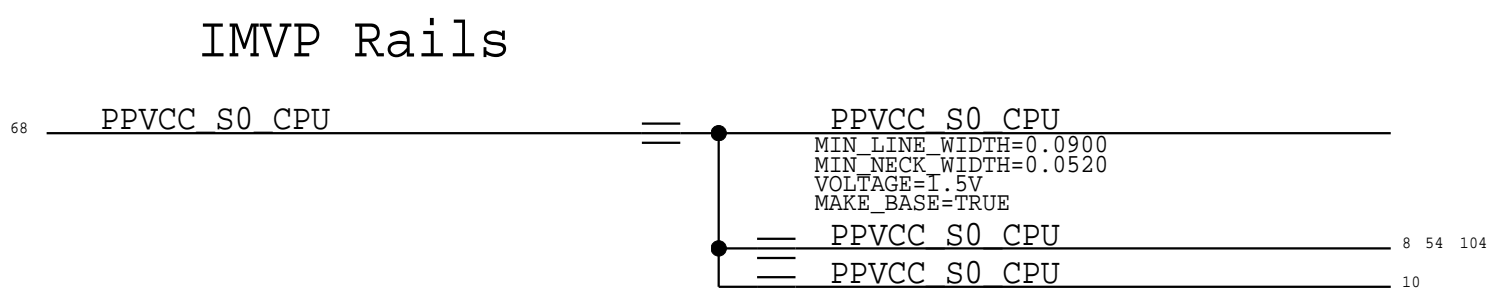 IMVP Rails
68 PPVCC_S0_CPU PPVCC_S0_CPU
MIN_LINE_WIDTH=0.0900
MIN_NECK_WIDTH=0.0520
VOLTAGE=1.5V
MAKE_BASE=TRUE
PPVCC_S0_CPU 8 54 104
PPVCC_S0_CPU 10